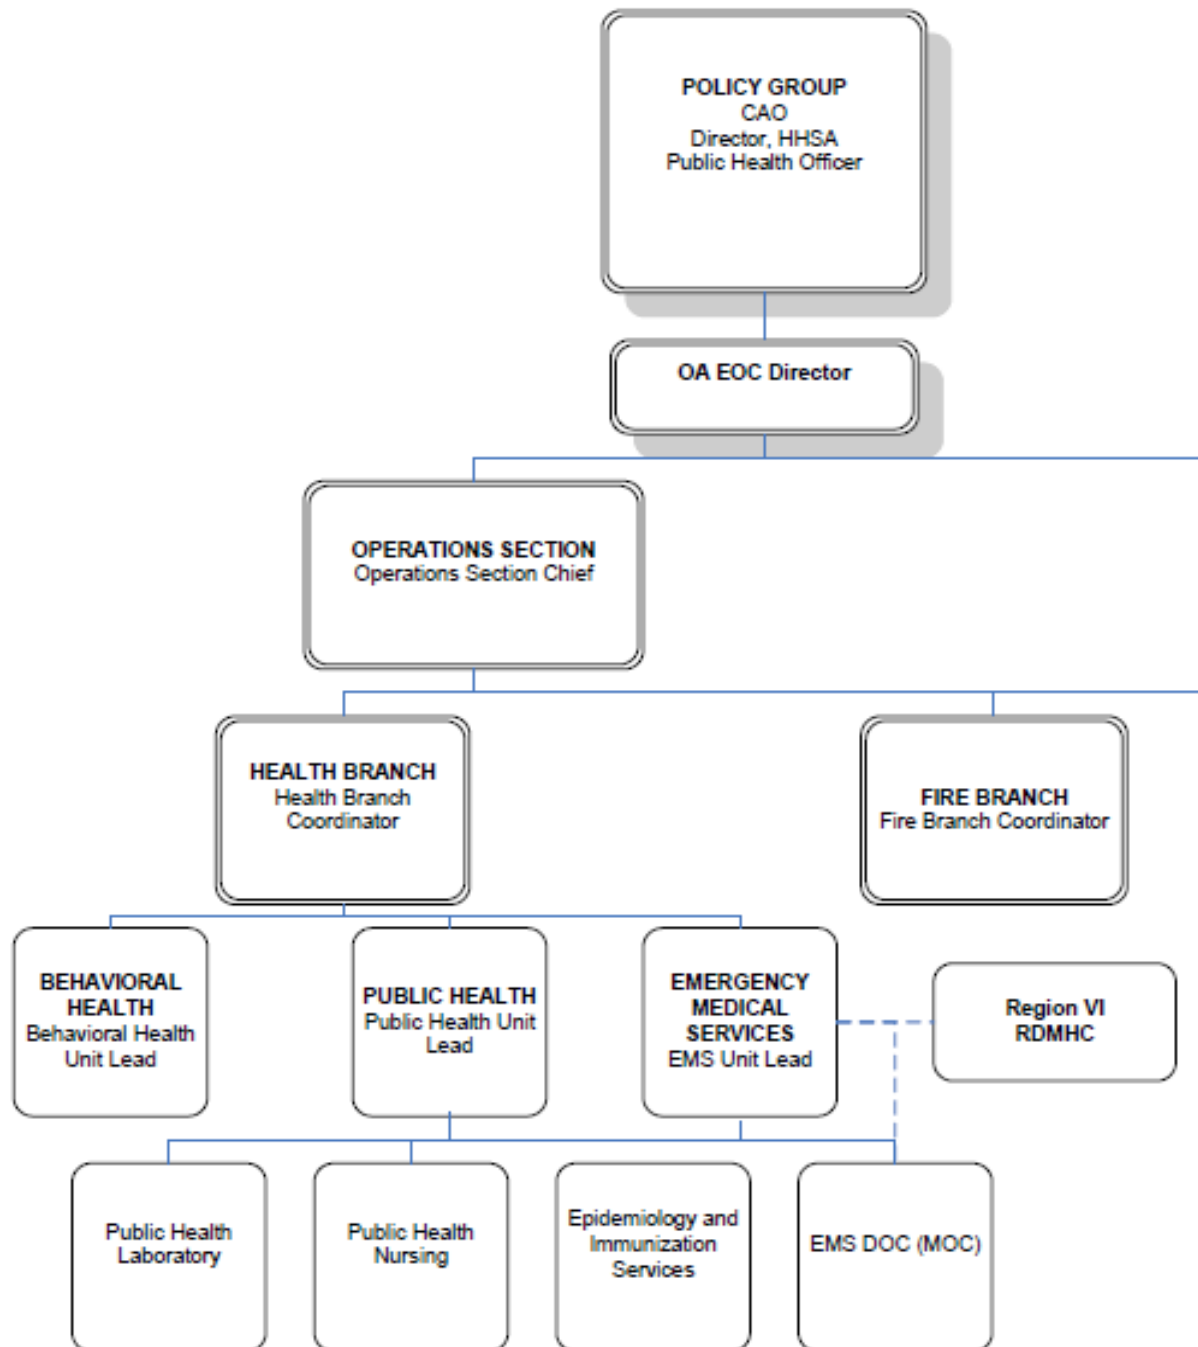 POLICY GROUP
CAO
Director, HHSA
Public Health Officer
OA EOC Director
OPERATIONS SECTION
Operations Section Chief
HEALTH BRANCH
Health Branch
Coordinator
FIRE BRANCH
Fire Branch Coordinator
BEHAVIORAL
HEALTH
Behavioral Health
Unit Lead
PUBLIC HEALTH
Public Health Unit
Lead
EMERGENCY
MEDICAL
SERVICES
EMS Unit Lead
Region VI
RDMHC
Public Health
Laboratory
Public Health
Nursing
Epidemiology and
Immunization
Services
EMS DOC (MOC)